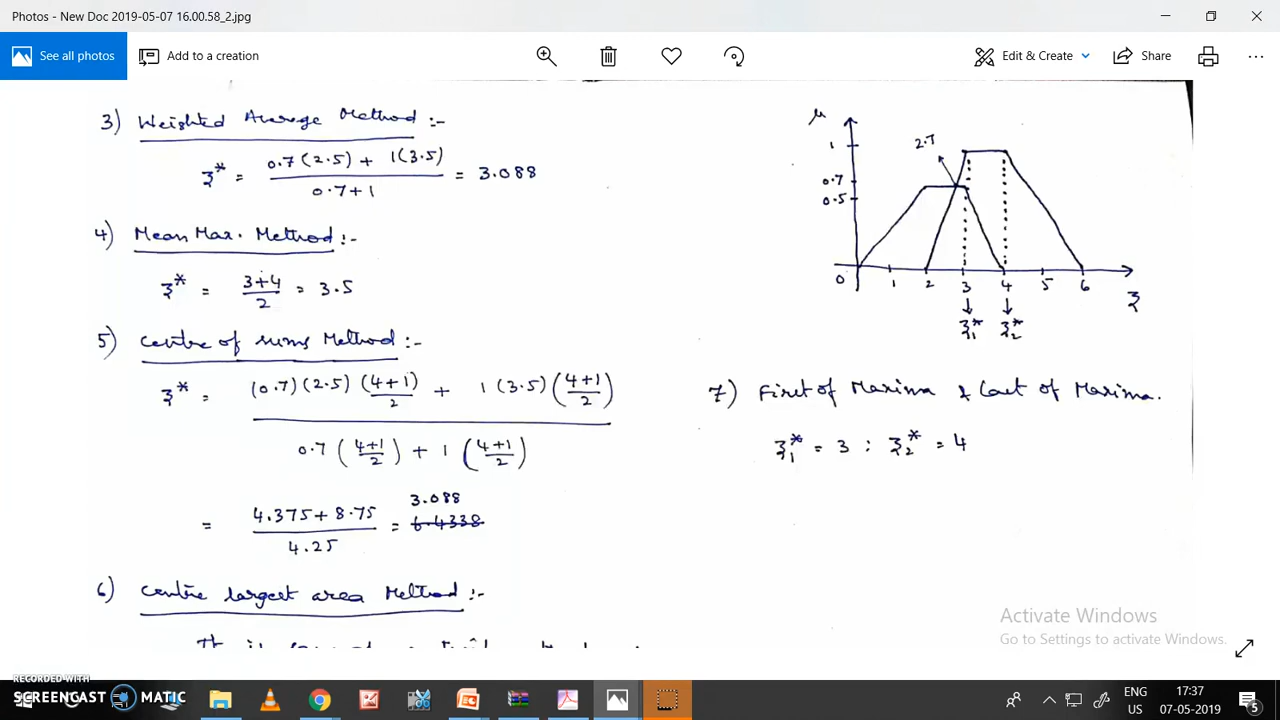 Photos - New Doc 2019-05-07 16.00.58_2.jpg
See all photos
Add to a creation
Edit & Create
Share
3) Weighted Average Method :-
z* = 0.7(2.5) + 1(3.5) / 0.7+1 = 3.088
4) Mean Max. Method :-
z* = 3+4 / 2 = 3.5
5) Centre of sums Method :-
z* = (0.7)(2.5)(4+1)/2 + 1(3.5)(4+1 / 2)
0.7 (4+1 / 2) + 1 (4+1 / 2)
3.088
= 4.375+8.75 / 4.25 = 6.4338
6) Centre largest area Method :-
μ
1
2.7
0.7
0.5
0 1 2 3 4 5 6
z
z₁* z₂*
7) First of Maxima & Last of Maxima.
z₁* = 3 ; z₂* = 4
Activate Windows
Go to Settings to activate Windows.
RECORDED WITH
SCREENCAST MATIC
ENG
US
17:37
07-05-2019
5